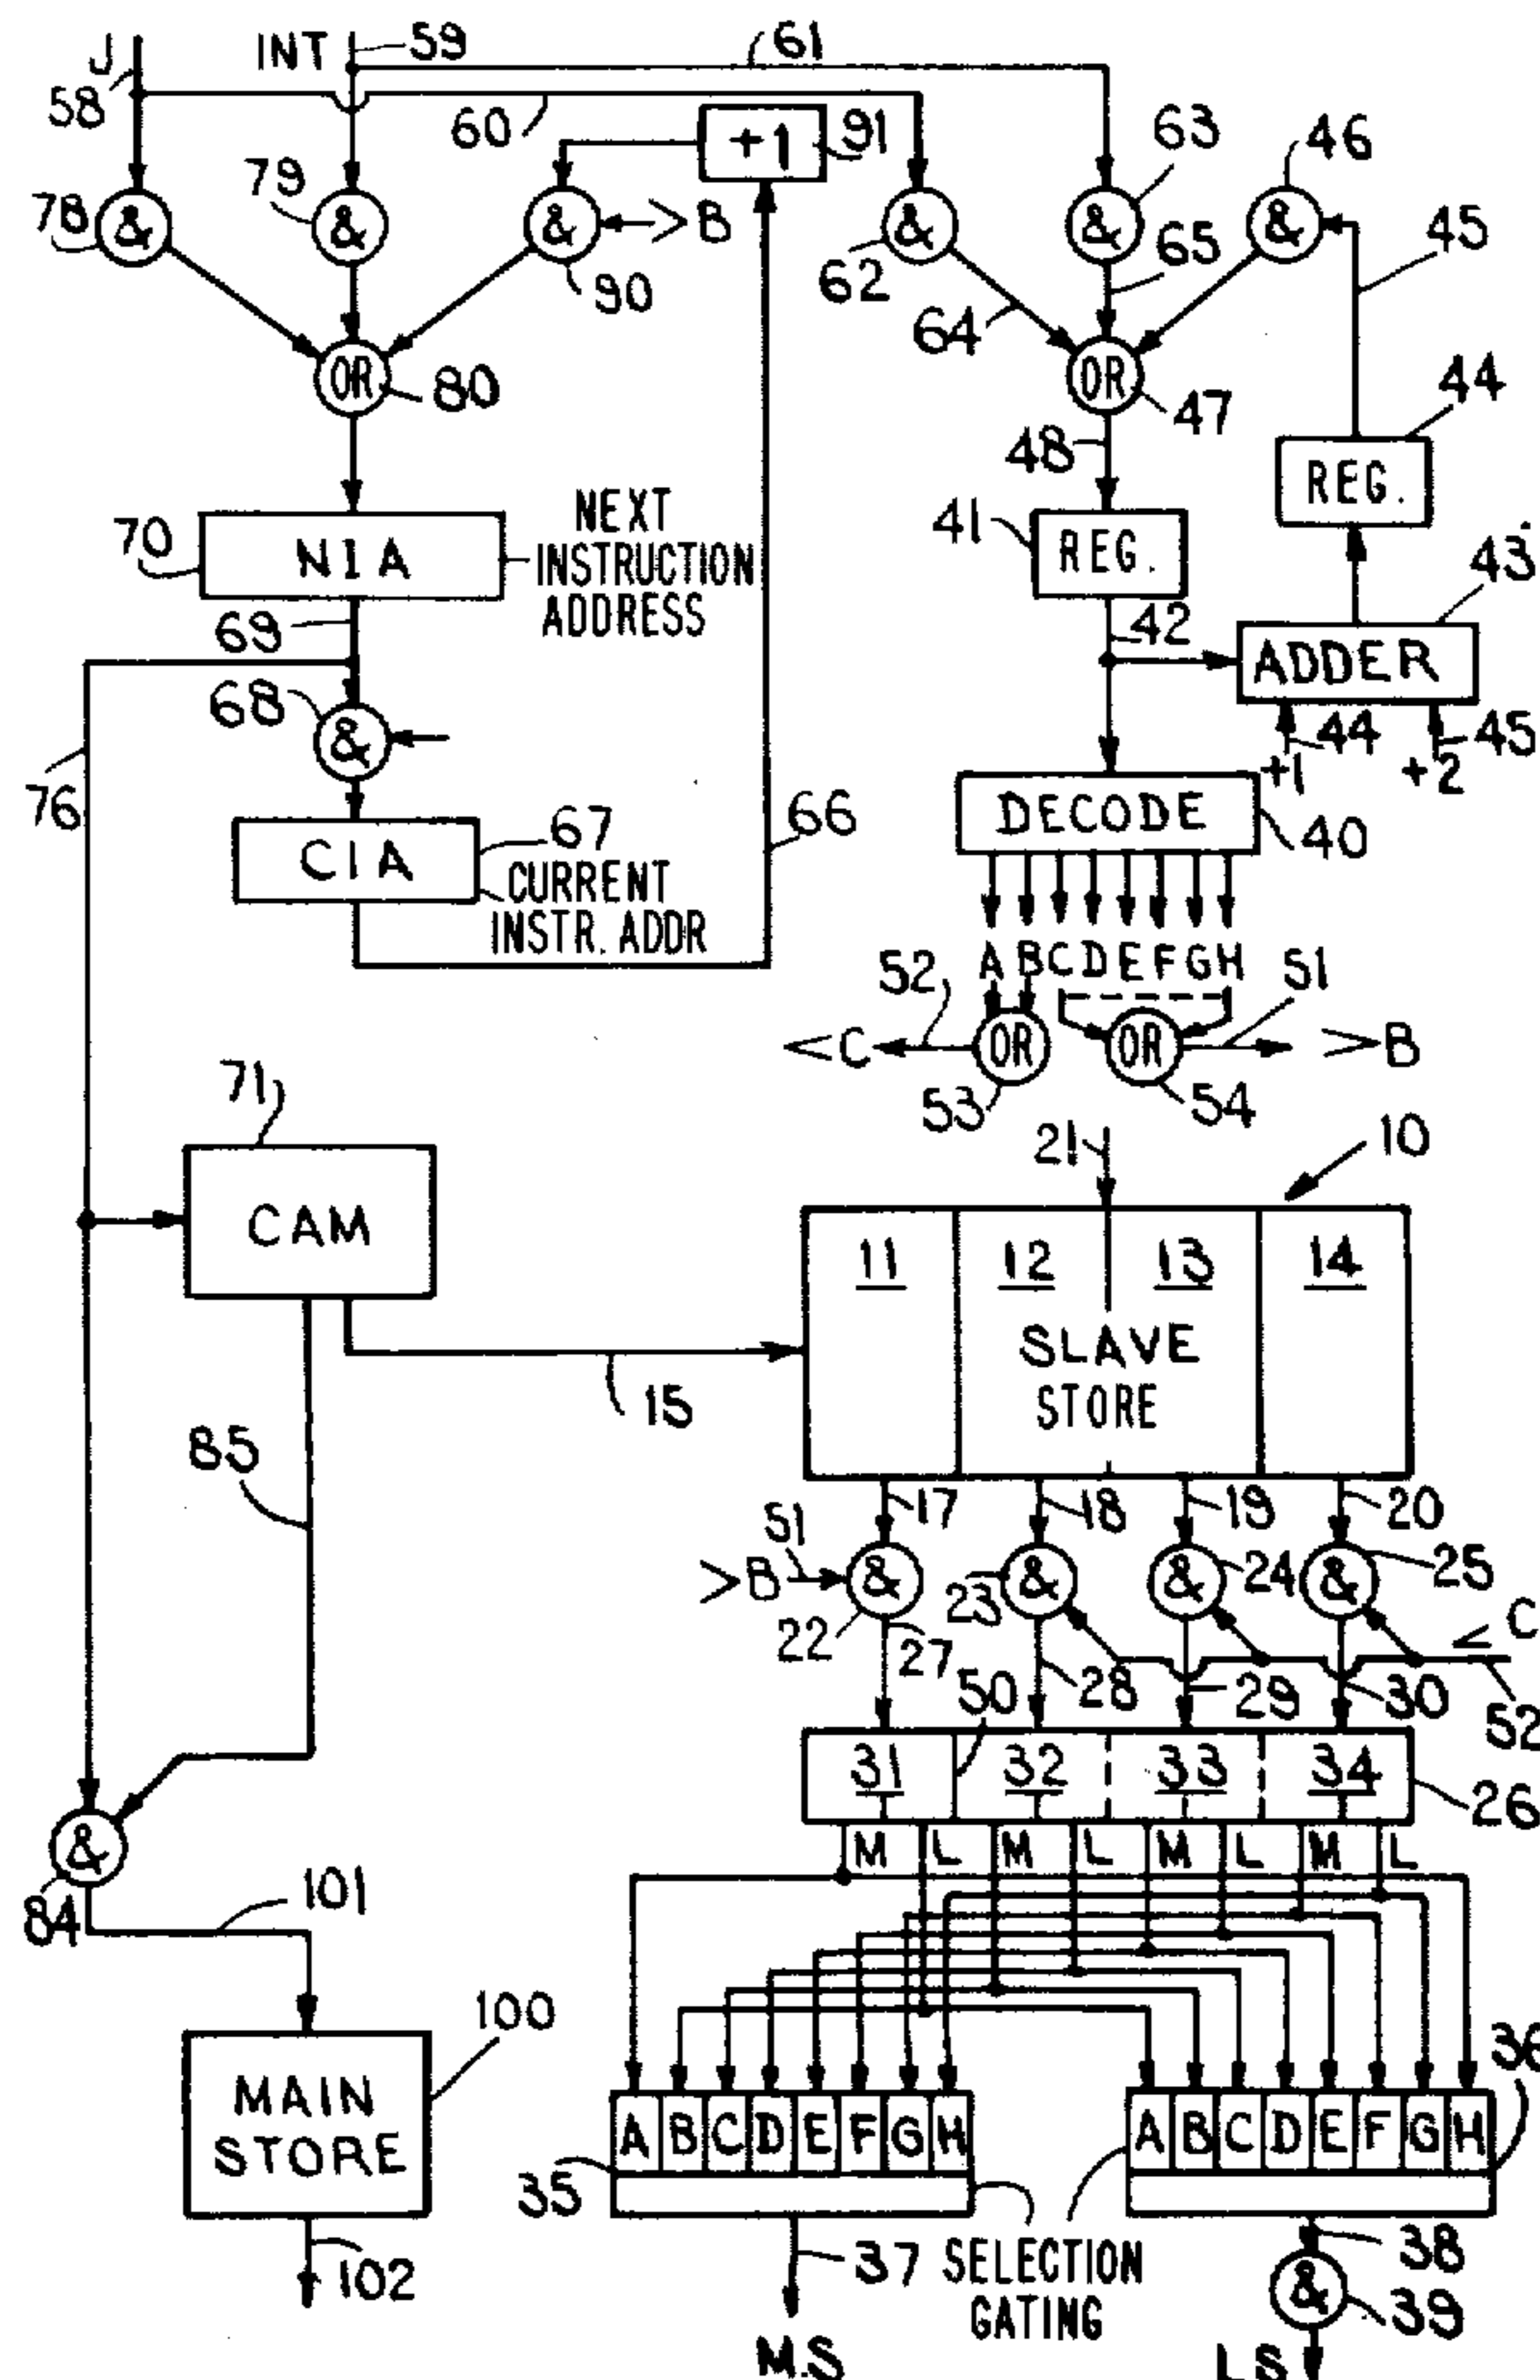 J
INT
59
61
58
60
+1
91
63
46
79
78
&
&
&
>B
&
&
&
65
45
90
62
64
OR
80
OR
47
44
48
NEXT
INSTRUCTION
ADDRESS
70
NIA
41
REG.
REG.
43
69
42
ADDER
68
&
44
45
+1
+2
76
66
DECODE
40
67
CIA
CURRENT
INSTR. ADDR
A B C D E F G H
52
51
<C
OR
OR
>B
53
54
71
21
10
CAM
11
12
13
14
SLAVE
STORE
15
85
17
18
19
20
51
>B
&
&
&
&
22
23
24
25
<C
27
28
29
30
50
52
31
32
33
34
26
M L M L M L M L
&
84
101
100
36
MAIN
STORE
A B C D E F G H
A B C D E F G H
35
102
37
SELECTION
GATING
38
&
39
M.S
LS